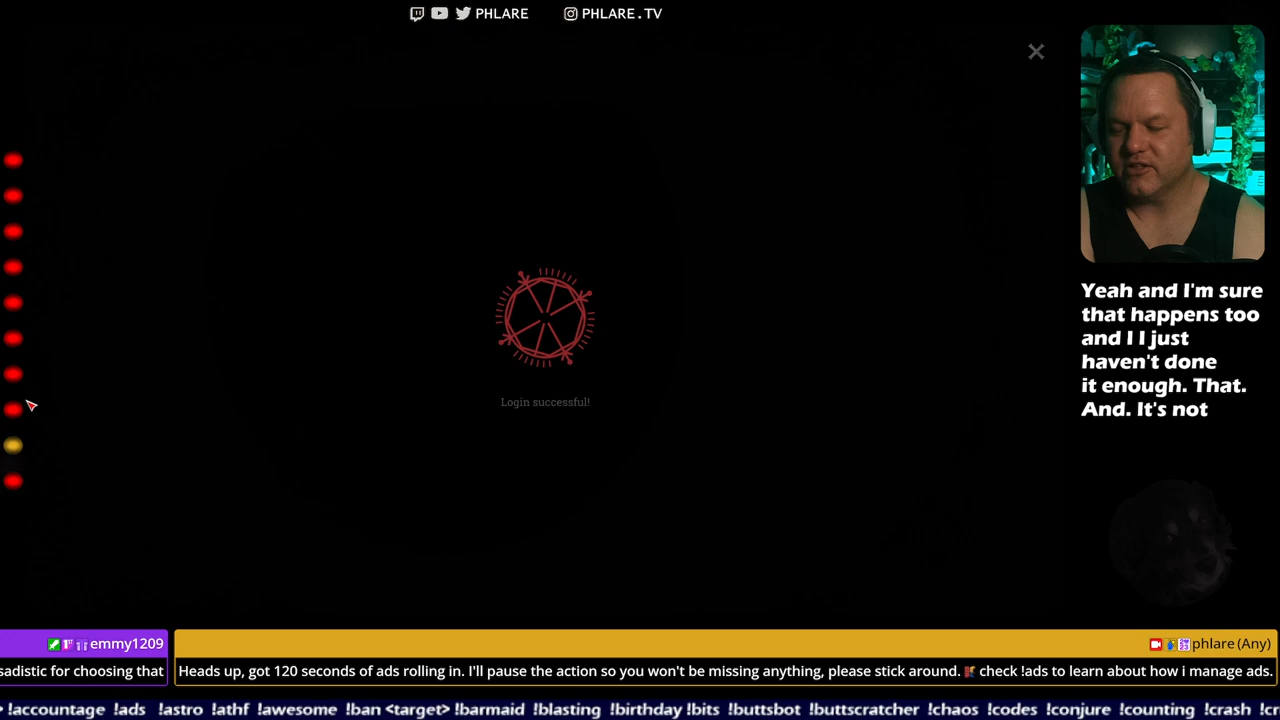 PHLARE PHLARE.TV
Yeah and I'm sure
that happens too
and I I just
haven't done
it enough. That.
And. It's not
Login successful!
emmy1209
phlare (Any)
sadistic for choosing that
Heads up, got 120 seconds of ads rolling in. I'll pause the action so you won't be missing anything, please stick around. check !ads to learn about how i manage ads.
> !accountage !ads !astro !athf !awesome !ban <target> !barmaid !blasting !birthday !bits !buttsbot !buttscratcher !chaos !codes !conjure !counting !crash !cr